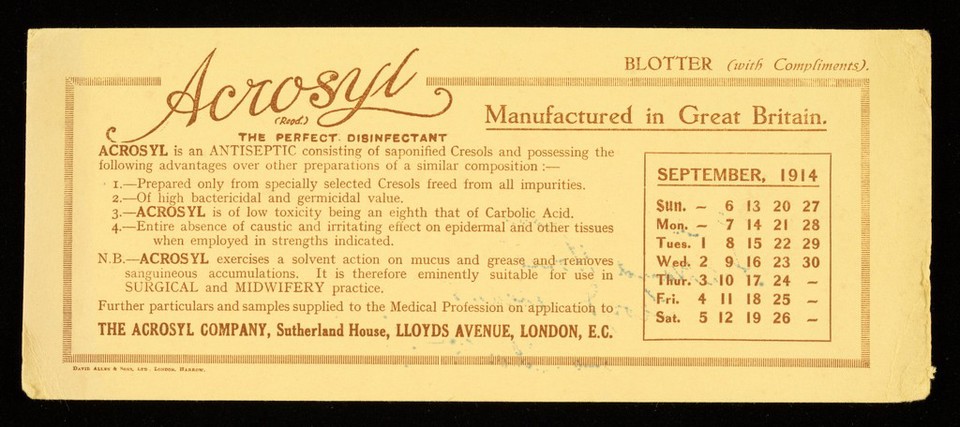 BLOTTER (with Compliments).
Acrosyl
(Regd.)
THE PERFECT DISINFECTANT
ACROSYL is an ANTISEPTIC consisting of saponified Cresols and possessing the
following advantages over other preparations of a similar composition :—
1.—Prepared only from specially selected Cresols freed from all impurities.
2.—Of high bactericidal and germicidal value.
3.—ACROSYL is of low toxicity being an eighth that of Carbolic Acid.
4.—Entire absence of caustic and irritating effect on epidermal and other tissues
when employed in strengths indicated.
N.B.—ACROSYL exercises a solvent action on mucus and grease and removes
sanguineous accumulations. It is therefore eminently suitable for use in
SURGICAL and MIDWIFERY practice.
Further particulars and samples supplied to the Medical Profession on application to
THE ACROSYL COMPANY, Sutherland House, LLOYDS AVENUE, LONDON, E.C.
Manufactured in Great Britain.
SEPTEMBER, 1914
Sun. – 6 13 20 27
Mon. – 7 14 21 28
Tues. 1 8 15 22 29
Wed. 2 9 16 23 30
Thur. 3 10 17 24 –
Fri. 4 11 18 25 –
Sat. 5 12 19 26 –
DAVID ALLEN & SONS, LTD. LONDON, HARROW.